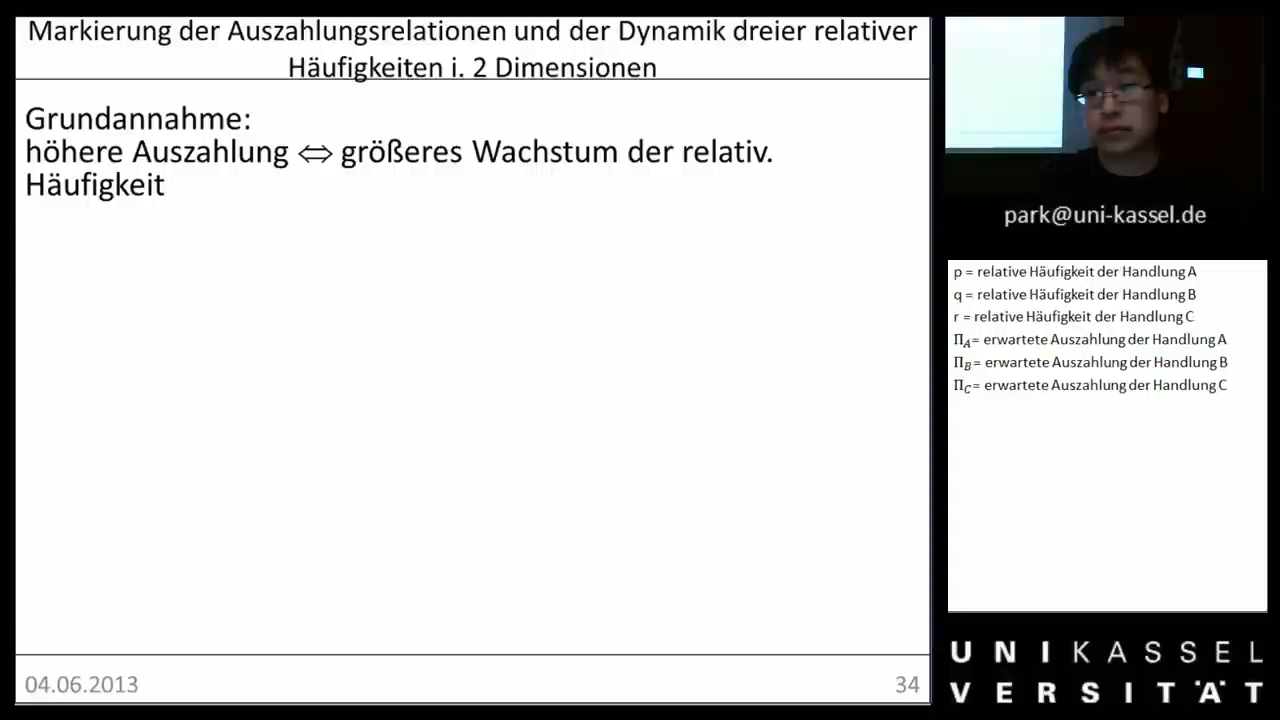 Markierung der Auszahlungsrelationen und der Dynamik dreier relativer
Häufigkeiten i. 2 Dimensionen
Grundannahme:
höhere Auszahlung ⇔ größeres Wachstum der relativ.
Häufigkeit
04.06.2013
34
park@uni-kassel.de
p = relative Häufigkeit der Handlung A
q = relative Häufigkeit der Handlung B
r = relative Häufigkeit der Handlung C
Π_A = erwartete Auszahlung der Handlung A
Π_B = erwartete Auszahlung der Handlung B
Π_C = erwartete Auszahlung der Handlung C
UNIKASSEL
VERSITÄT